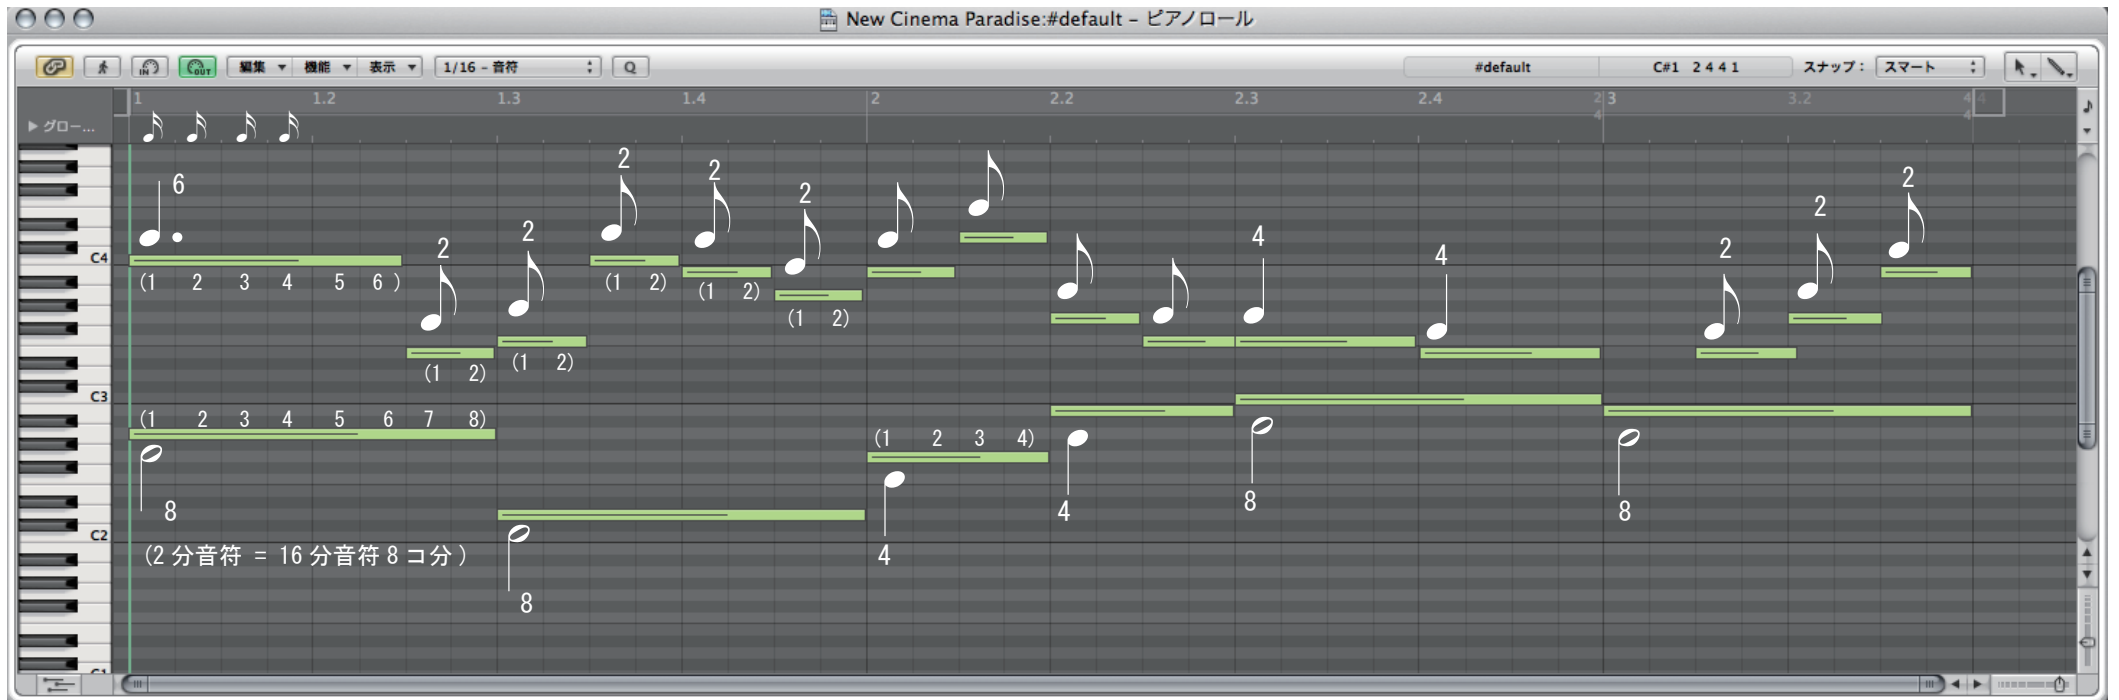 New Cinema Paradise:#default – ピアノロール
IN OUT 編集 機能 表示 1/16 – 音符 Q #default C#1 2 4 4 1 スナップ： スマート
1 1.2 1.3 1.4 2 2.2 2.3 2.4 2 3 3.2 4 4
4 4
グロー...
6 2 2 2 2 2 4 4 2 2 2
C4
(1 2 3 4 5 6 ) (1 2) (1 2) (1 2)
(1 2) (1 2)
C3
(1 2 3 4 5 6 7 8) (1 2 3 4)
8 4 4 8 8
C2
(2 分音符 = 16 分音符 8 コ分 )
8
C1